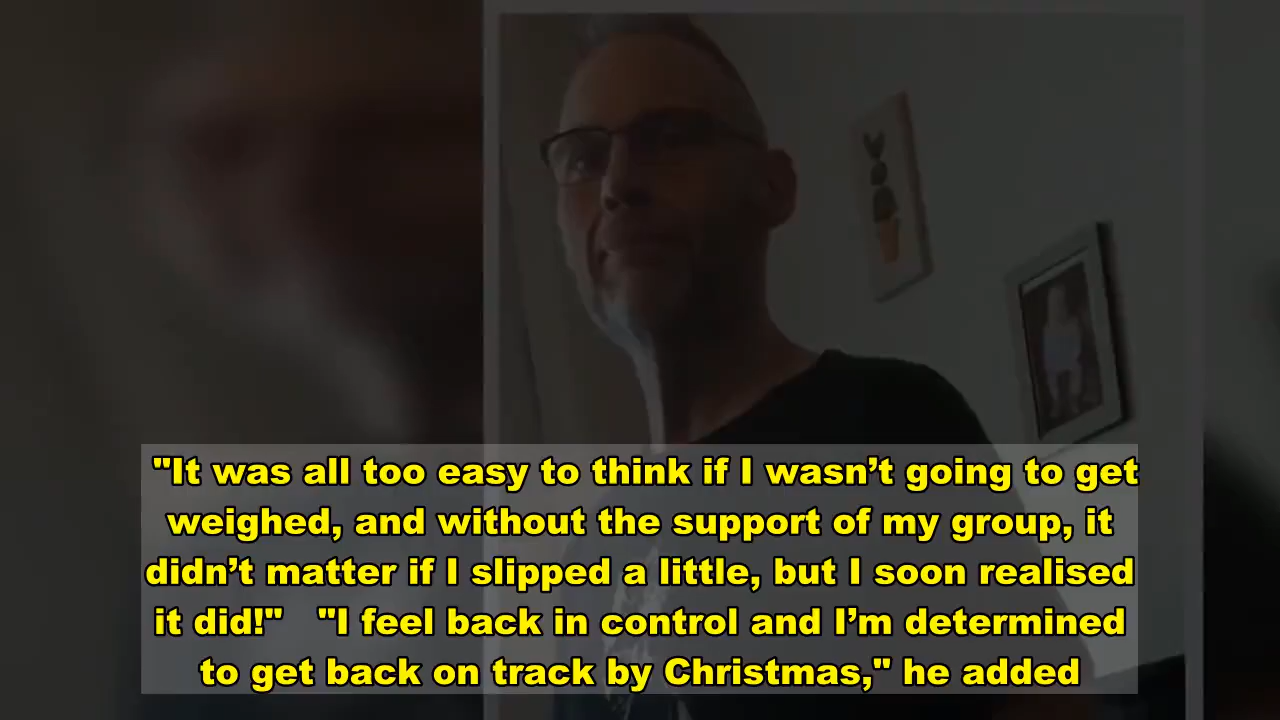 "It was all too easy to think if I wasn’t going to get
weighed, and without the support of my group, it
didn’t matter if I slipped a little, but I soon realised
it did!"   "I feel back in control and I’m determined
to get back on track by Christmas," he added